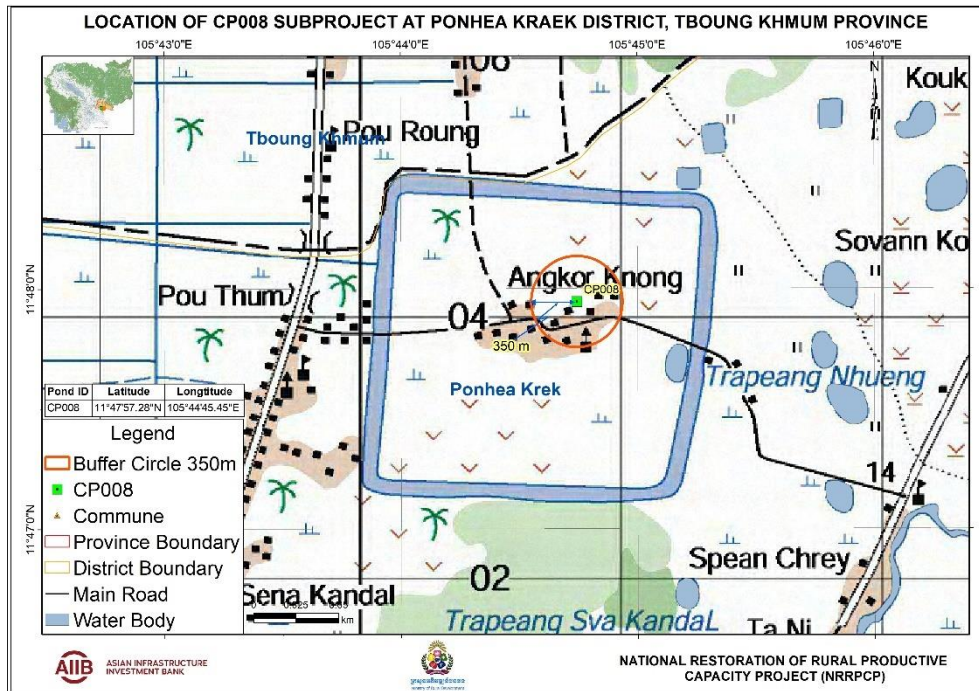 LOCATION OF CP008 SUBPROJECT AT PONHEA KRAEK DISTRICT, TBOUNG KHMUM PROVINCE
105°43'0"E 105°44'0"E 105°45'0"E 105°46'0"E
Kouk
Tboung Khmum
Pou Roung
Sovann Ko
Angkor Knong
CP008
11°48'0"N
Pou Thum
04
350 m
Ponhea Krek
Trapeang Nhueng
Pond ID Latitude Longtitude
CP008 11°47'57.28"N 105°44'45.45"E
Legend
Buffer Circle 350m
CP008
Commune
Province Boundary
District Boundary
Main Road
Water Body
14
11°47'0"N
Spean Chrey
02
Sena Kandal
km
Trapeang Sva KandaL
Ta Ni
AIIB ASIAN INFRASTRUCTURE
INVESTMENT BANK
NATIONAL RESTORATION OF RURAL PRODUCTIVE
CAPACITY PROJECT (NRRPCP)